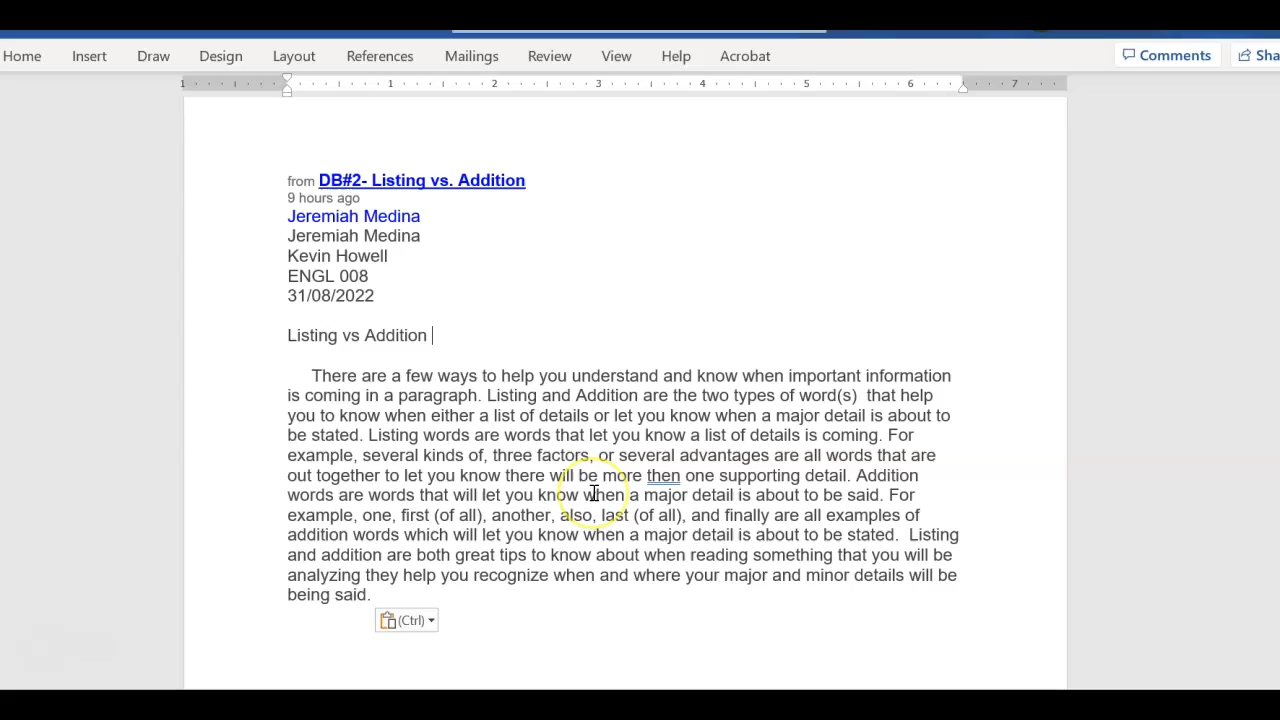 Home Insert Draw Design Layout References Mailings Review View Help Acrobat Comments Sha
1 1 2 3 4 5 6 7
from DB#2- Listing vs. Addition
9 hours ago
Jeremiah Medina
Jeremiah Medina
Kevin Howell
ENGL 008
31/08/2022
Listing vs Addition
There are a few ways to help you understand and know when important information
is coming in a paragraph. Listing and Addition are the two types of word(s)  that help
you to know when either a list of details or let you know when a major detail is about to
be stated. Listing words are words that let you know a list of details is coming. For
example, several kinds of, three factors, or several advantages are all words that are
out together to let you know there will be more then one supporting detail. Addition
words are words that will let you know when a major detail is about to be said. For
example, one, first (of all), another, also, last (of all), and finally are all examples of
addition words which will let you know when a major detail is about to be stated.  Listing
and addition are both great tips to know about when reading something that you will be
analyzing they help you recognize when and where your major and minor details will be
being said.
(Ctrl)